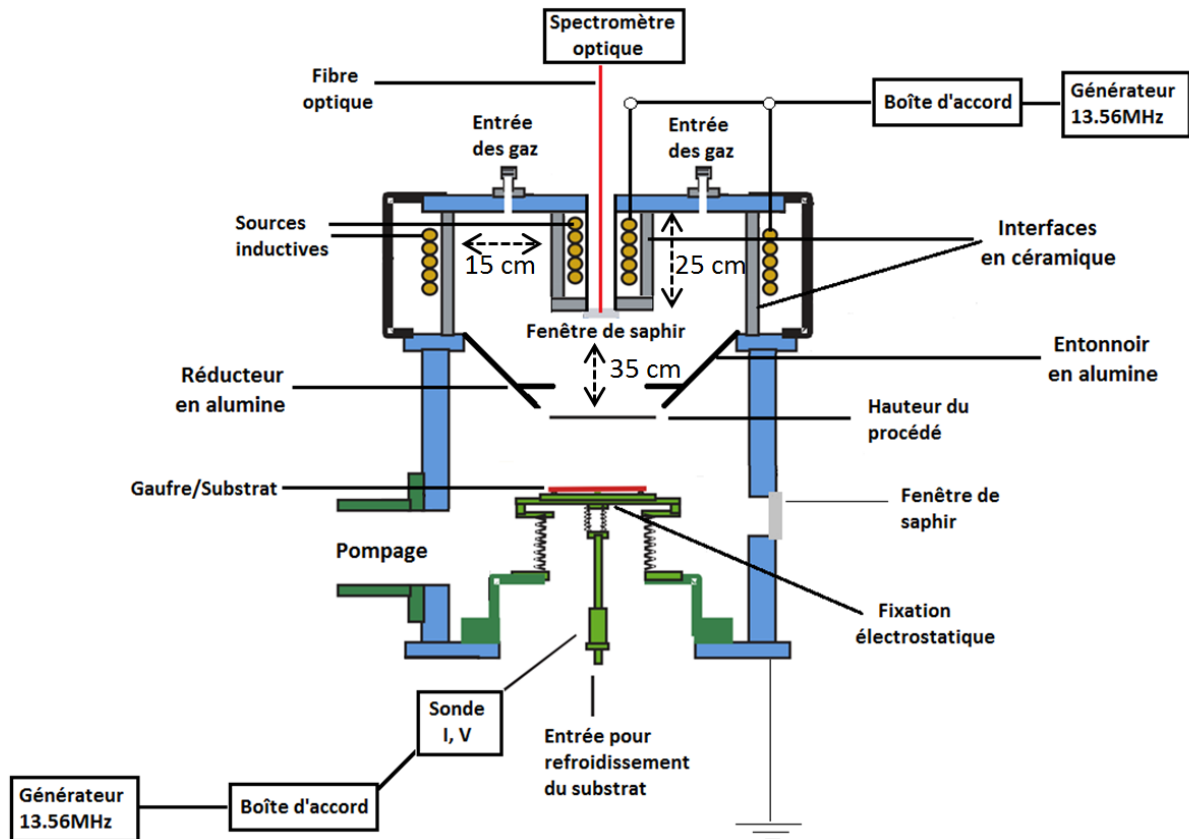 Spectromètre
optique
Fibre
optique
Boîte d'accord
Générateur
13.56MHz
Entrée
des gaz
Entrée
des gaz
Sources
inductives
15 cm
25 cm
Interfaces
en céramique
Fenêtre de saphir
35 cm
Entonnoir
en alumine
Réducteur
en alumine
Hauteur du
procédé
Gaufre/Substrat
Fenêtre de
saphir
Pompage
Fixation
électrostatique
Sonde
I, V
Entrée pour
refroidissement
du substrat
Boîte d'accord
Générateur
13.56MHz